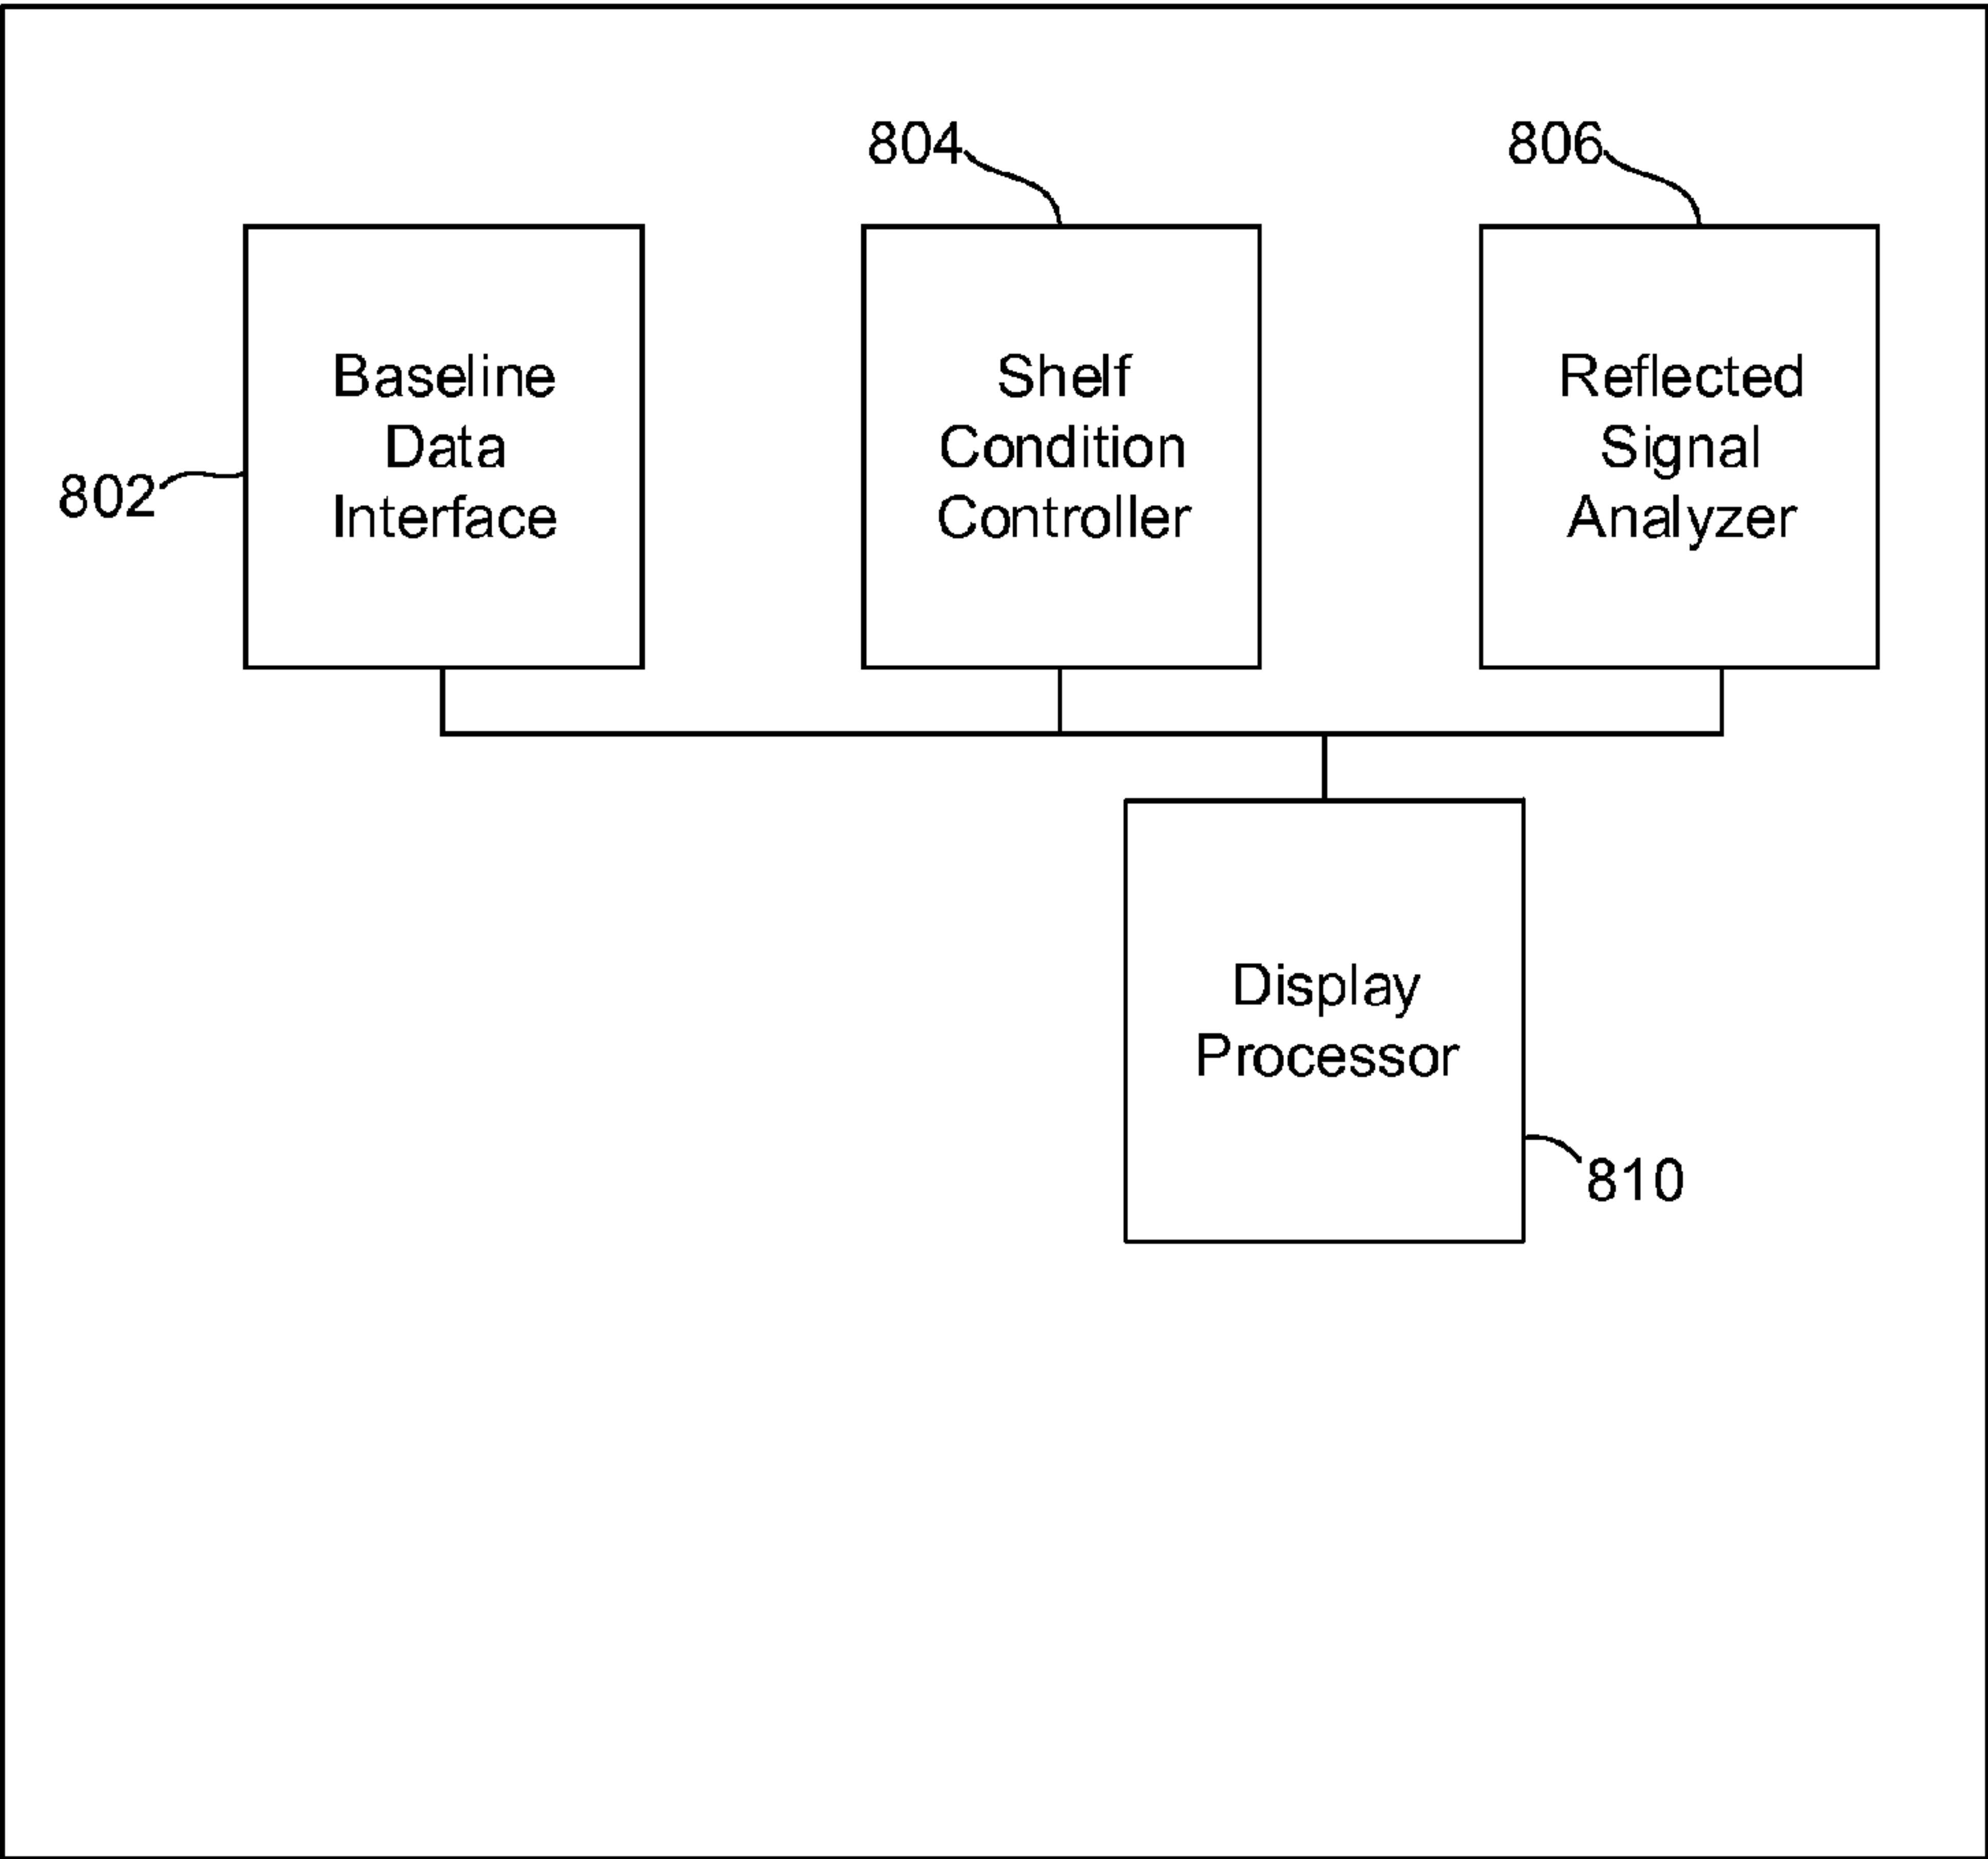 804
806
Baseline
Data
Interface
802
Shelf
Condition
Controller
Reflected
Signal
Analyzer
Display
Processor
810